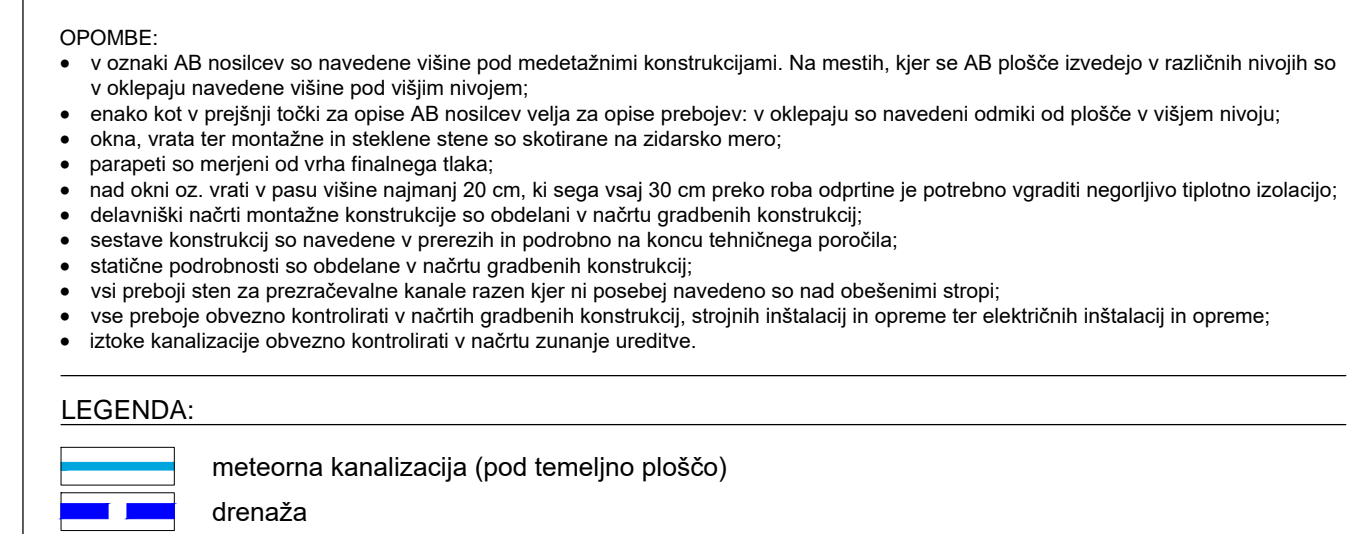 OPOMBE:
• v oznaki AB nosilcev so navedene višine pod medetažnimi konstrukcijami. Na mestih, kjer se AB plošče izvedejo v različnih nivojih so
v oklepaju navedene višine pod višjim nivojem;
• enako kot v prejšnji točki za opise AB nosilcev velja za opise prebojev: v oklepaju so navedeni odmiki od plošče v višjem nivoju;
• okna, vrata ter montažne in steklene stene so skotirane na zidarsko mero;
• parapeti so merjeni od vrha finalnega tlaka;
• nad okni oz. vrati v pasu višine najmanj 20 cm, ki sega vsaj 30 cm preko roba odprtine je potrebno vgraditi negorljivo tiplotno izolacijo;
• delavniški načrti montažne konstrukcije so obdelani v načrtu gradbenih konstrukcij;
• sestave konstrukcij so navedene v prerezih in podrobno na koncu tehničnega poročila;
• statične podrobnosti so obdelane v načrtu gradbenih konstrukcij;
• vsi preboji sten za prezračevalne kanale razen kjer ni posebej navedeno so nad obešenimi stropi;
• vse preboje obvezno kontrolirati v načrtih gradbenih konstrukcij, strojnih inštalacij in opreme ter električnih inštalacij in opreme;
• iztoke kanalizacije obvezno kontrolirati v načrtu zunanje ureditve.
LEGENDA:
meteorna kanalizacija (pod temeljno ploščo)
drenaža